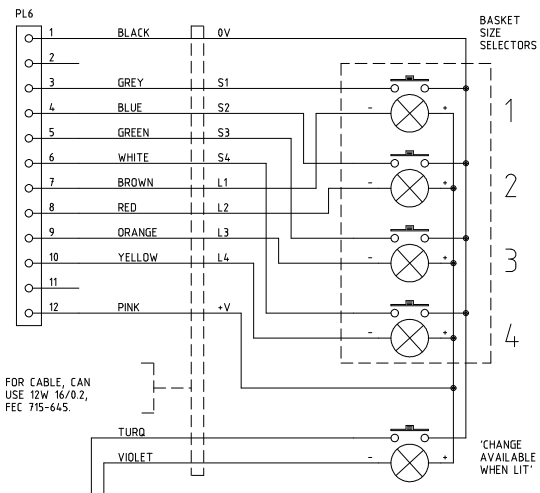 PL6
BASKET
SIZE
SELECTORS
1 BLACK 0V
2
3 GREY S1
4 BLUE S2
- +
1
5 GREEN S3
6 WHITE S4
7 BROWN L1
- +
2
8 RED L2
9 ORANGE L3
10 YELLOW L4
- +
3
11
12 PINK +V
- +
4
FOR CABLE, CAN
USE 12W 16/0.2,
FEC 715-645.
TURQ
VIOLET
- +
'CHANGE
AVAILABLE
WHEN LIT'